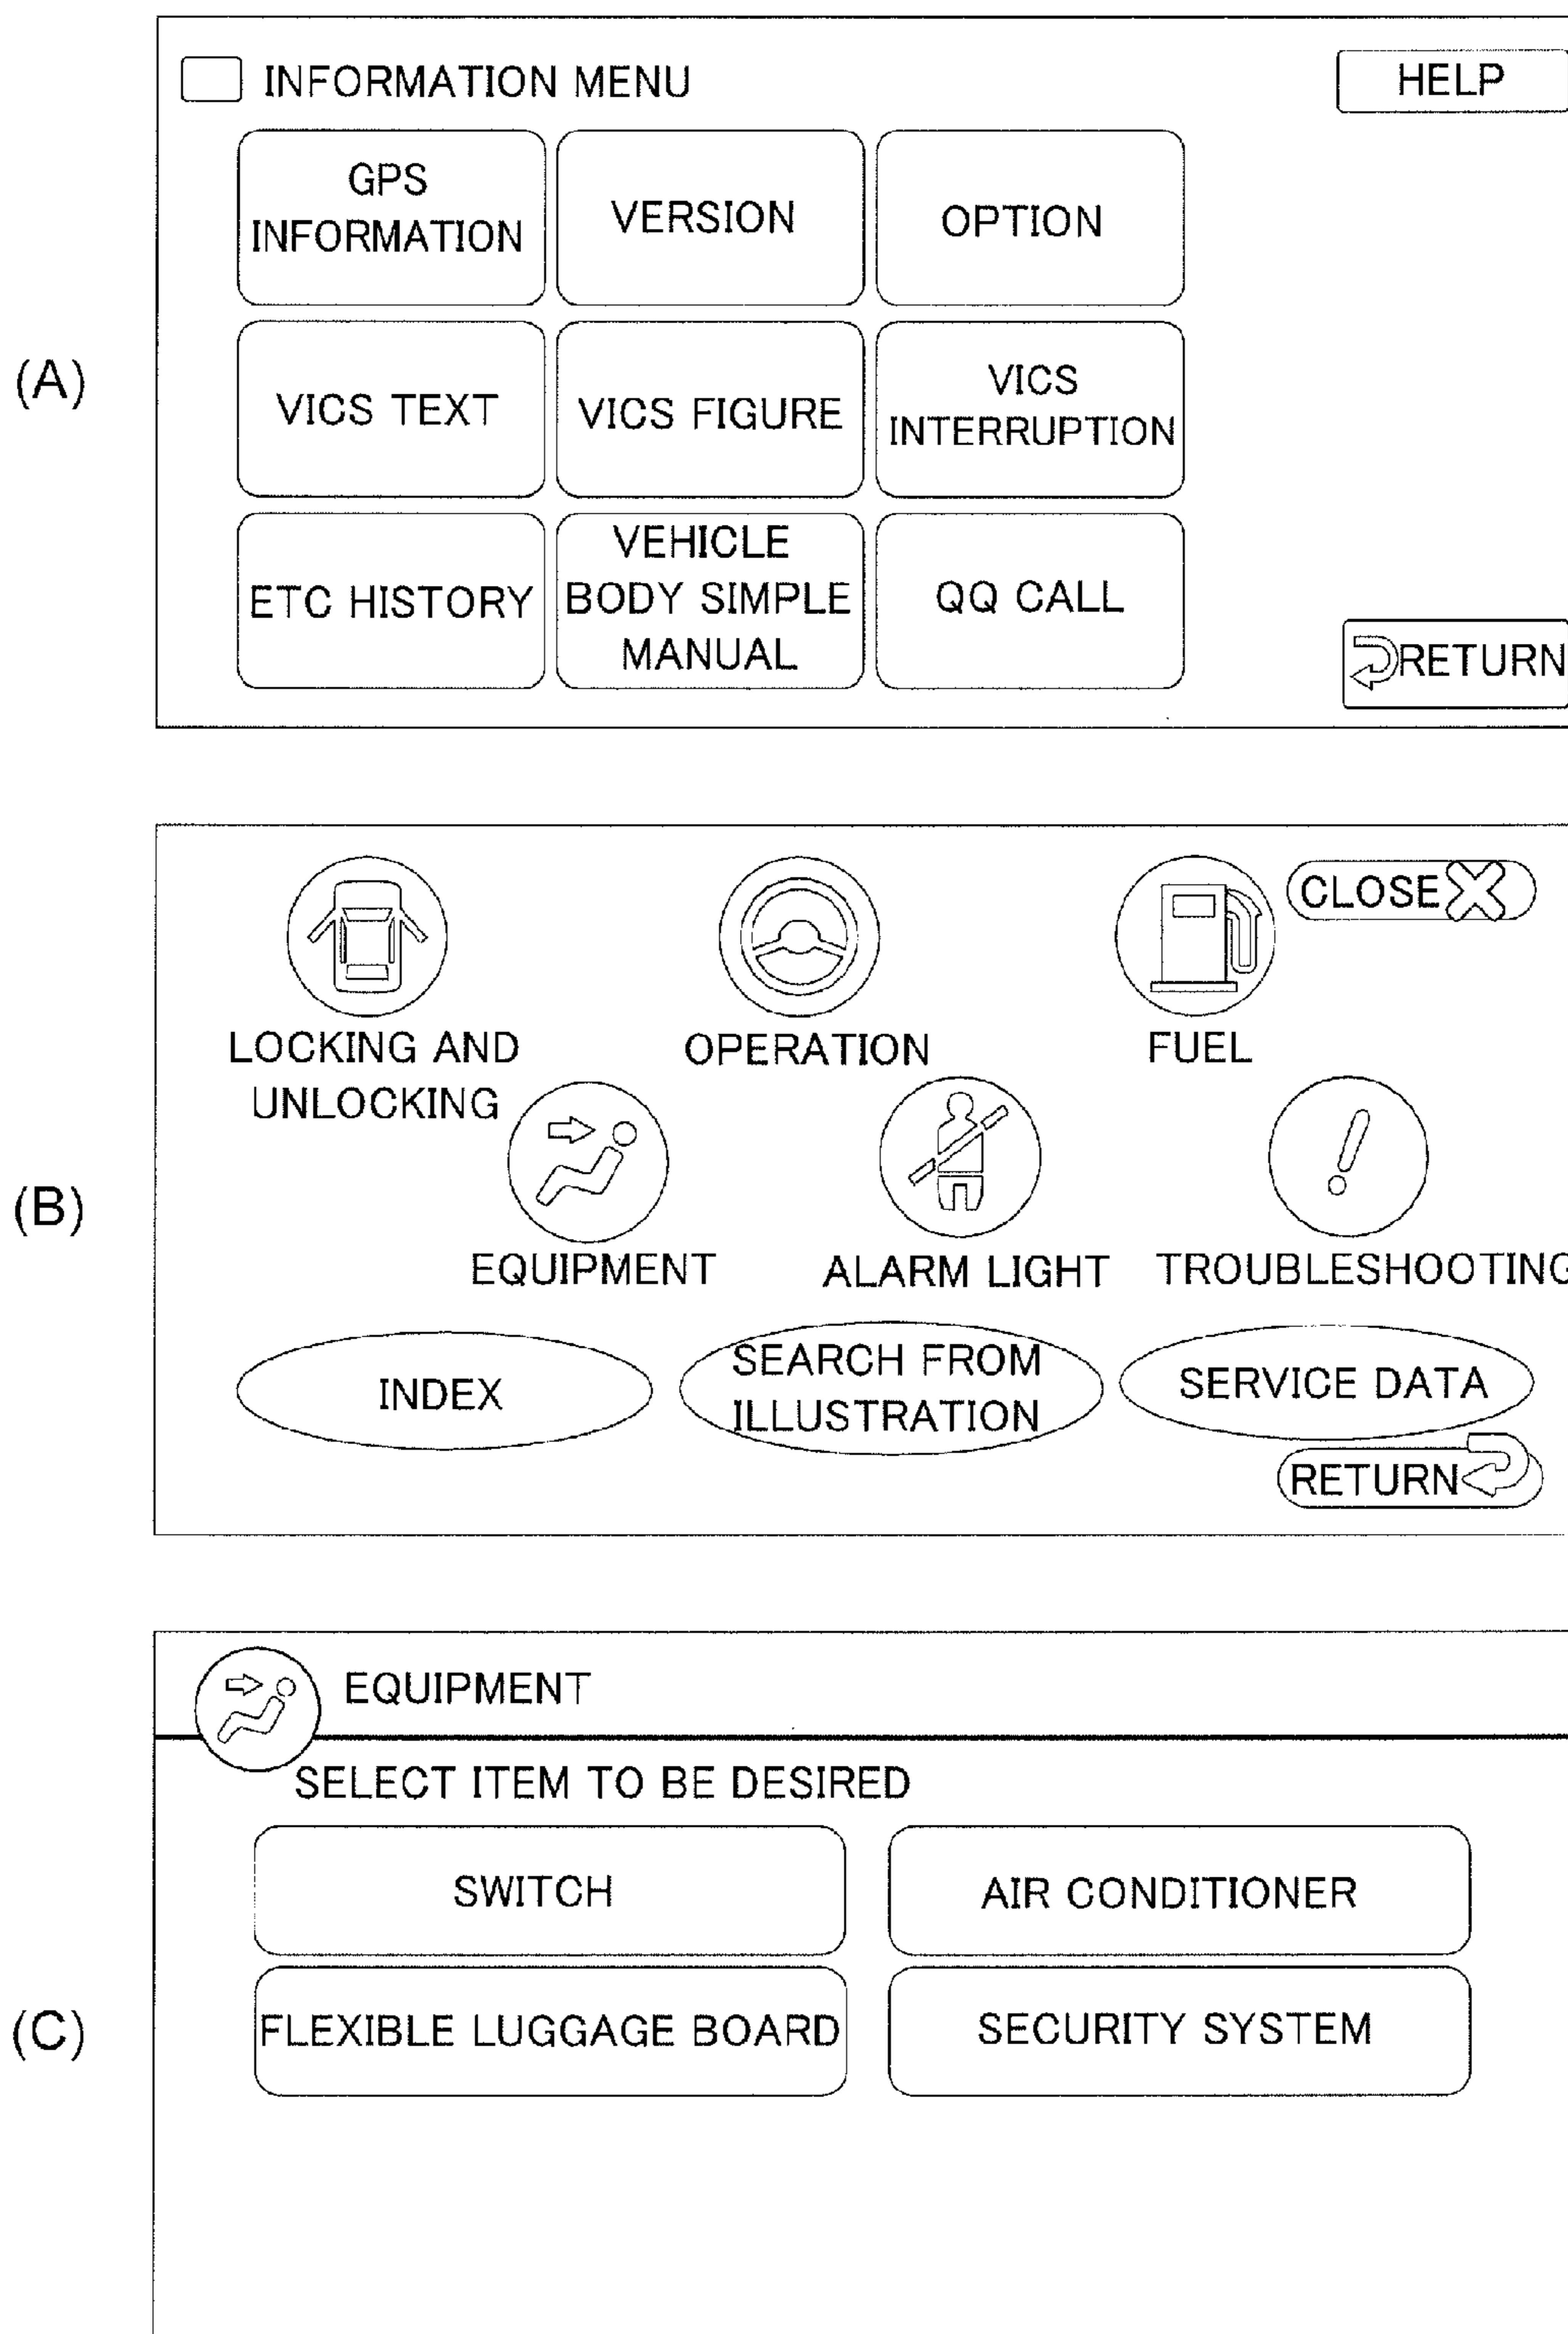 INFORMATION MENU
HELP
GPS
INFORMATION
VERSION
OPTION
(A)
VICS TEXT
VICS FIGURE
VICS
INTERRUPTION
ETC HISTORY
VEHICLE
BODY SIMPLE
MANUAL
QQ CALL
RETURN
CLOSE
LOCKING AND
UNLOCKING
OPERATION
FUEL
(B)
EQUIPMENT
ALARM LIGHT
TROUBLESHOOTING
INDEX
SEARCH FROM
ILLUSTRATION
SERVICE DATA
RETURN
EQUIPMENT
SELECT ITEM TO BE DESIRED
SWITCH
AIR CONDITIONER
(C)
FLEXIBLE LUGGAGE BOARD
SECURITY SYSTEM